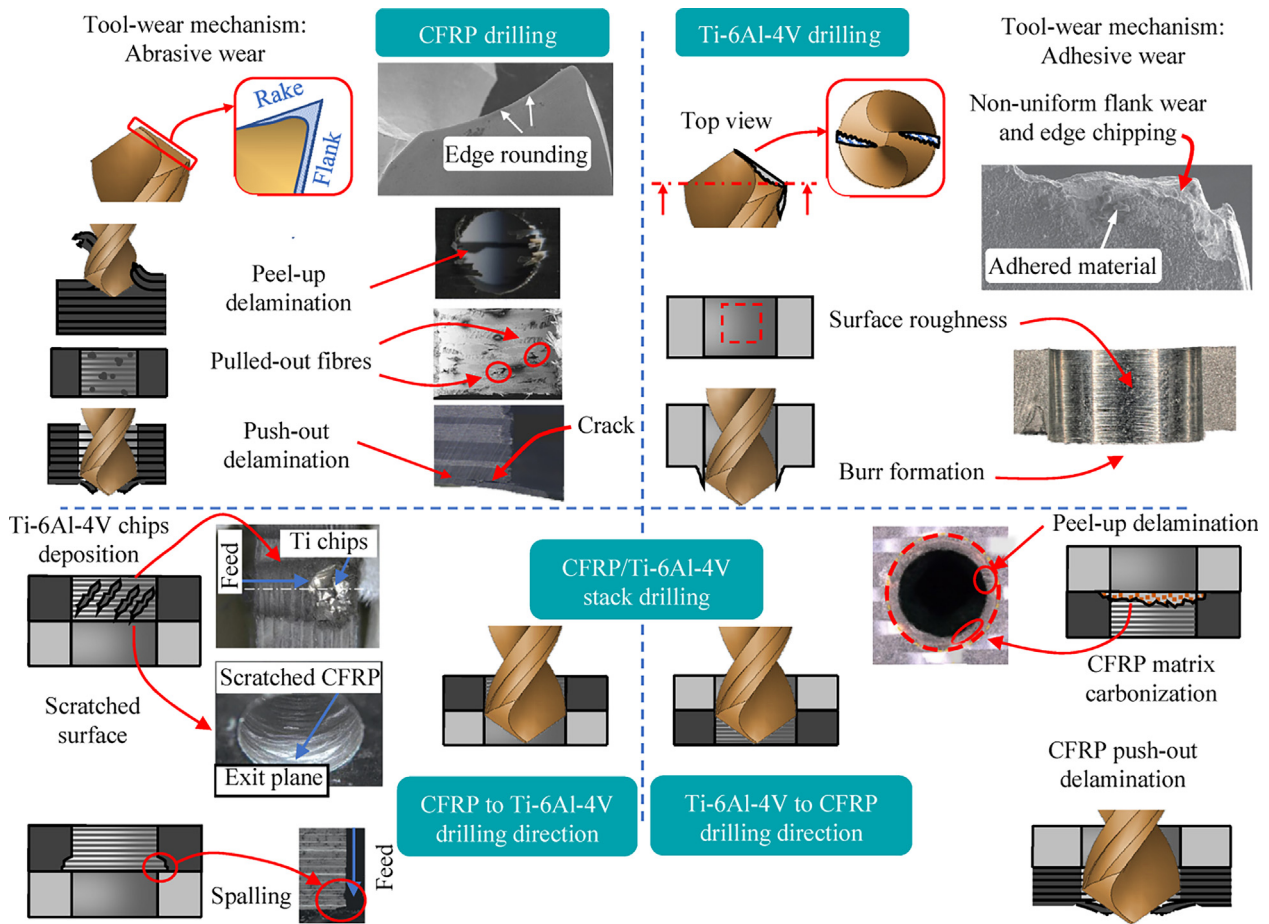 Tool-wear mechanism:
Abrasive wear
CFRP drilling
Rake
Flank
Edge rounding
Peel-up
delamination
Pulled-out fibres
Push-out
delamination
Crack
Ti-6Al-4V drilling
Tool-wear mechanism:
Adhesive wear
Top view
Non-uniform flank wear
and edge chipping
Adhered material
Surface roughness
Burr formation
Ti-6Al-4V chips
deposition
Feed
Ti chips
Scratched CFRP
Scratched
surface
Exit plane
Spalling
Feed
CFRP/Ti-6Al-4V
stack drilling
CFRP to Ti-6Al-4V
drilling direction
Ti-6Al-4V to CFRP
drilling direction
Peel-up delamination
CFRP matrix
carbonization
CFRP push-out
delamination